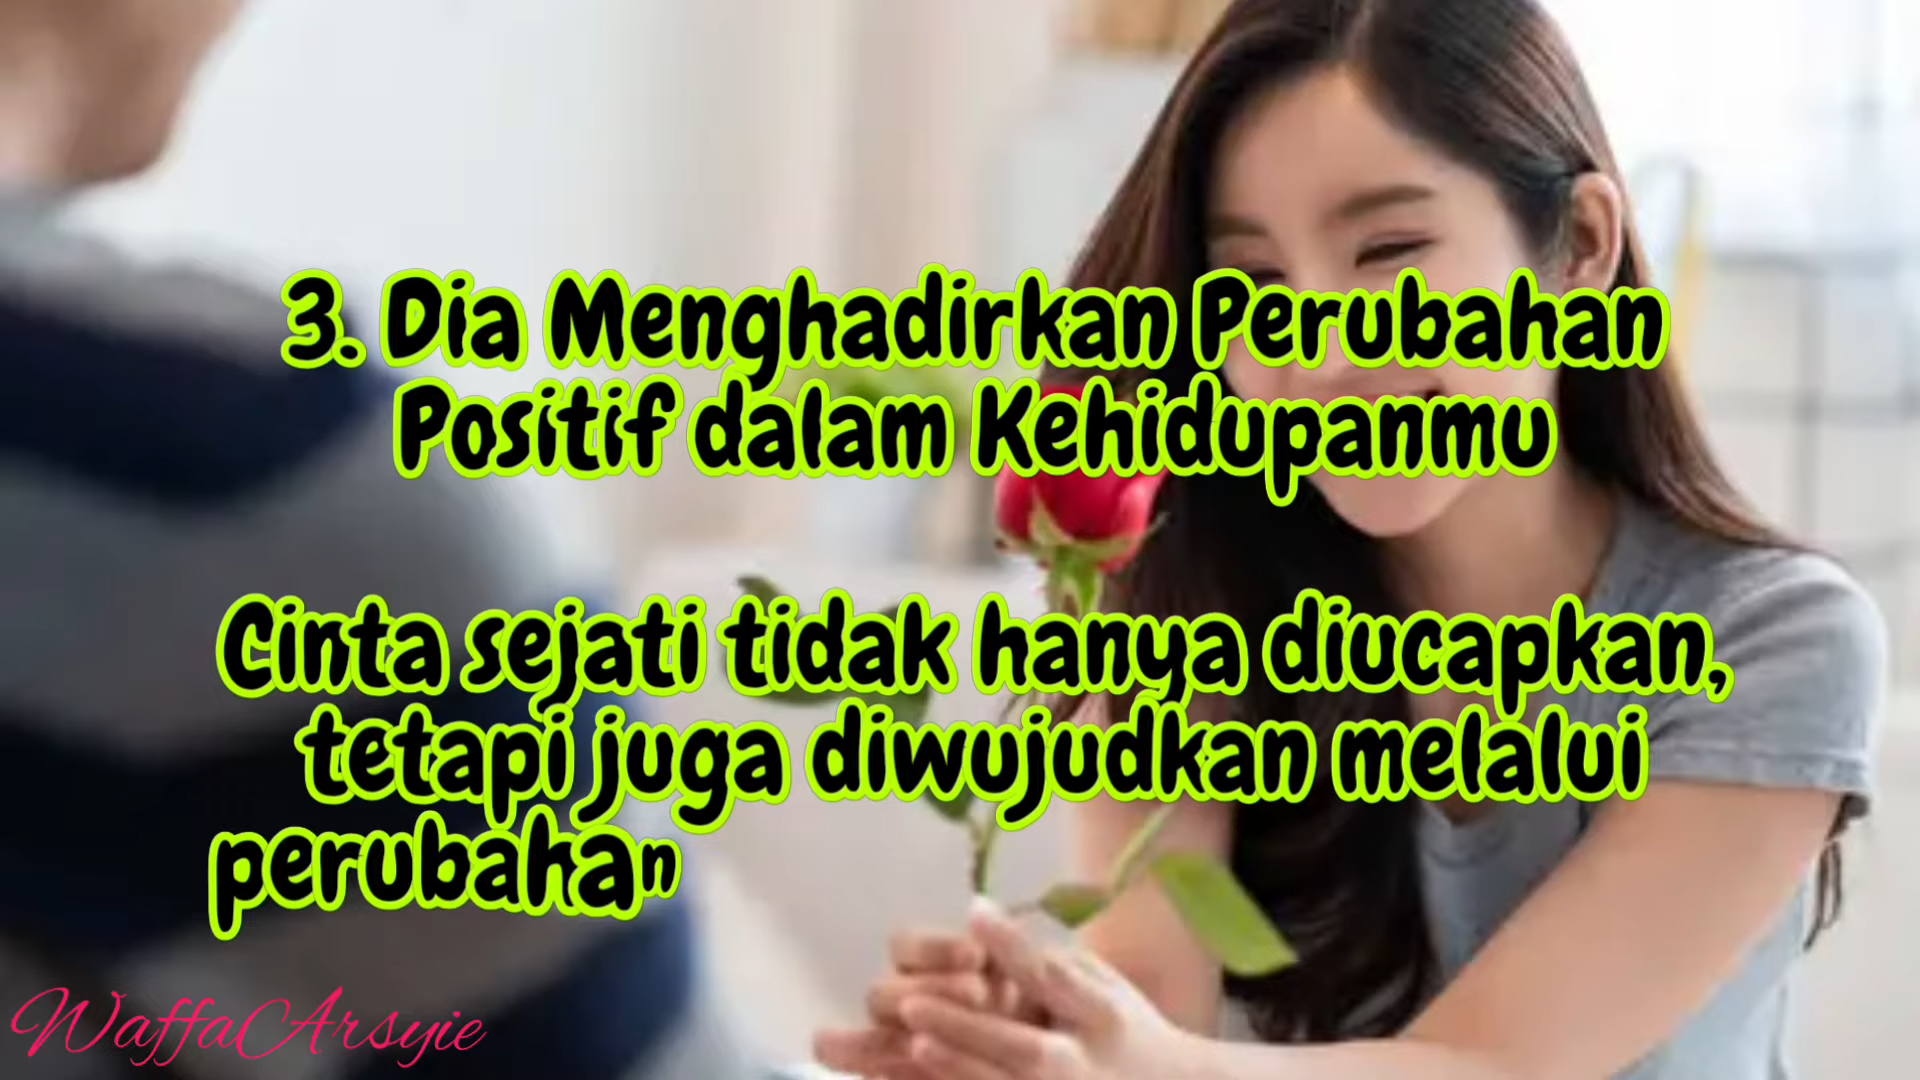 3. Dia Menghadirkan Perubahan
Positif dalam Kehidupanmu
Cinta sejati tidak hanya diucapkan,
tetapi juga diwujudkan melalui
perubahan
WaffaArsyie